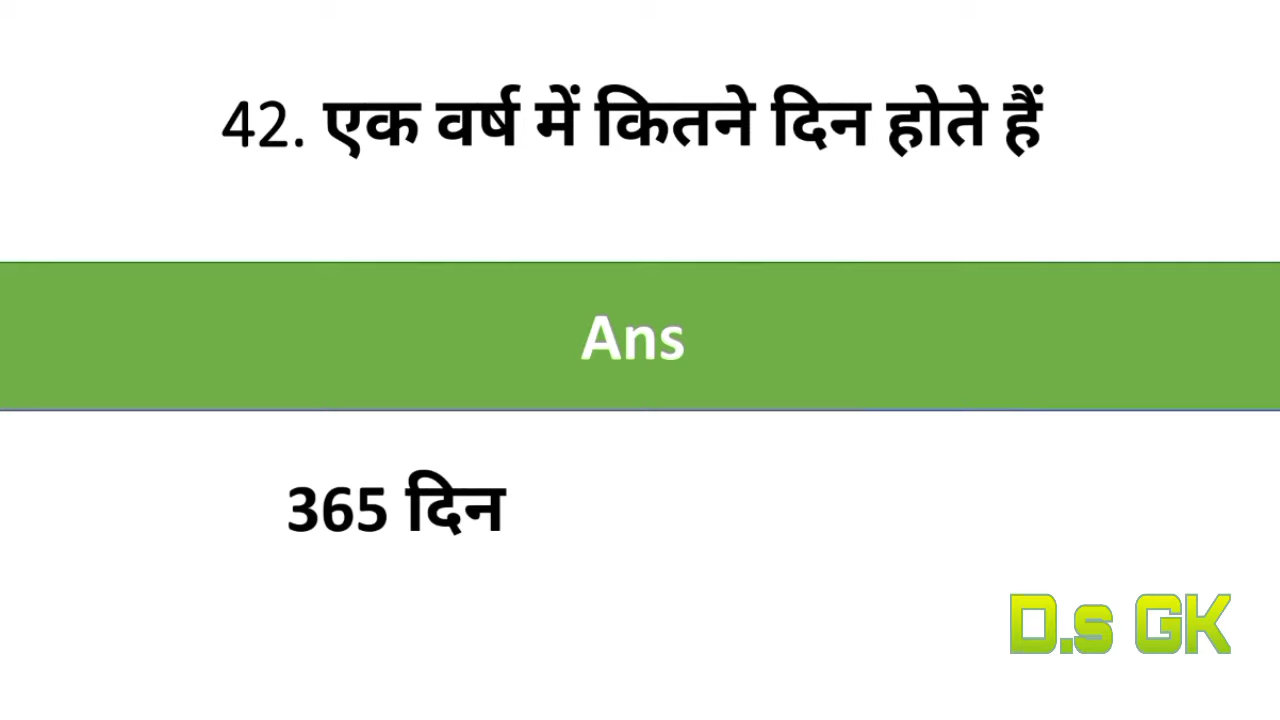 42. एक वर्ष में कितने दिन होते हैं
Ans
365 दिन
D.s GK